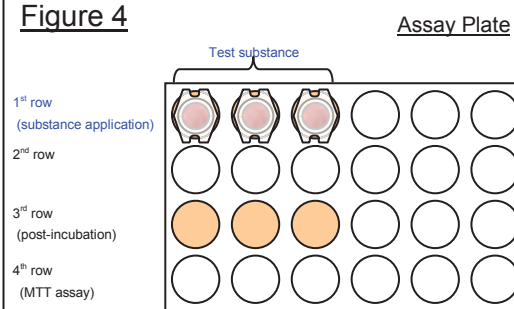 Figure 4
Assay Plate
Test substance
1st row
(substance application)
2nd row
3rd row
(post-incubation)
4th row
(MTT assay)